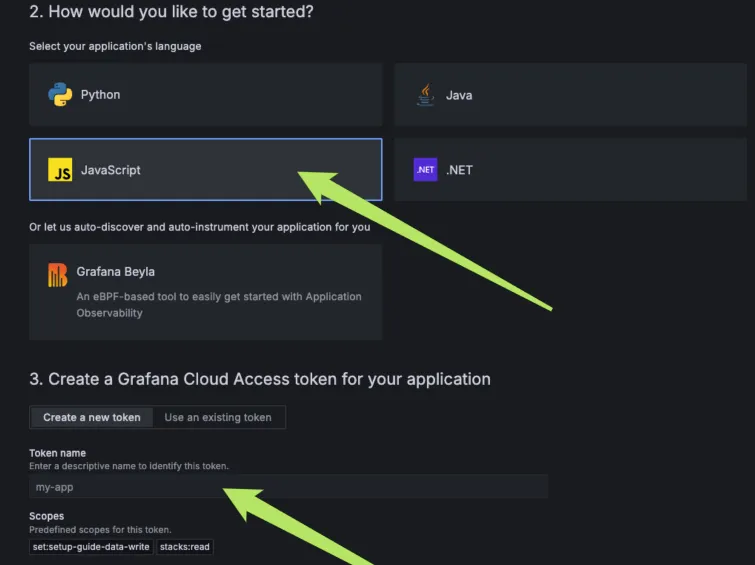 2. How would you like to get started?
Select your application's language
Python
Java
JS
JavaScript
.NET
.NET
Or let us auto-discover and auto-instrument your application for you
Grafana Beyla
An eBPF-based tool to easily get started with Application
Observability
3. Create a Grafana Cloud Access token for your application
Create a new token
Use an existing token
Token name
Enter a descriptive name to identify this token.
my-app
Scopes
Predefined scopes for this token.
set:setup-guide-data-write
stacks:read